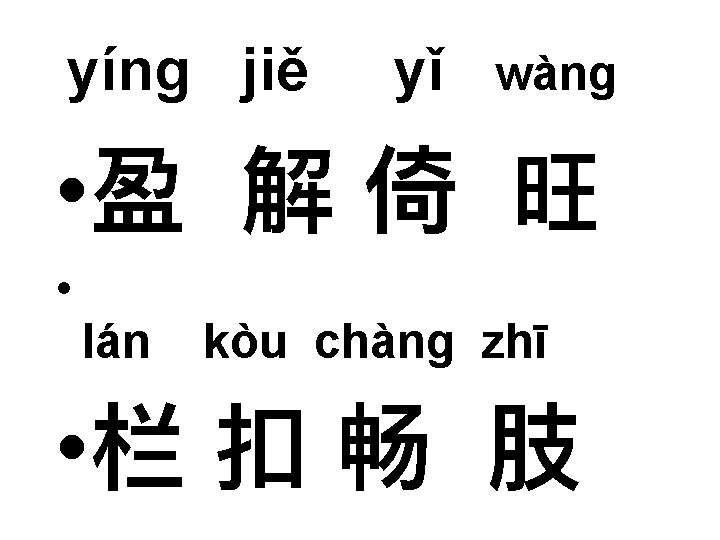 yíng jiě yǐ wàng
•盈 解 倚 旺
•
lán kòu chàng zhī
•栏 扣 畅 肢